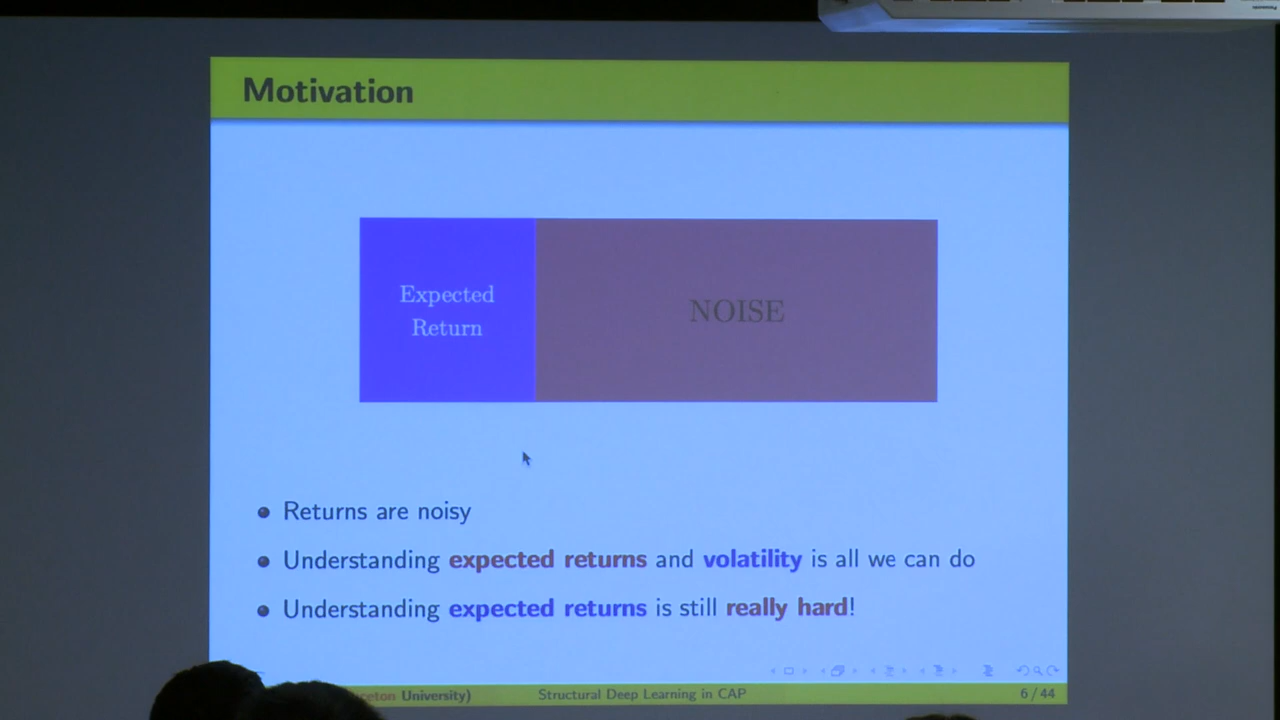 Motivation
Expected
Return
NOISE
Returns are noisy
Understanding expected returns and volatility is all we can do
Understanding expected returns is still really hard!
University)
Structural Deep Learning in CAP
6 / 44